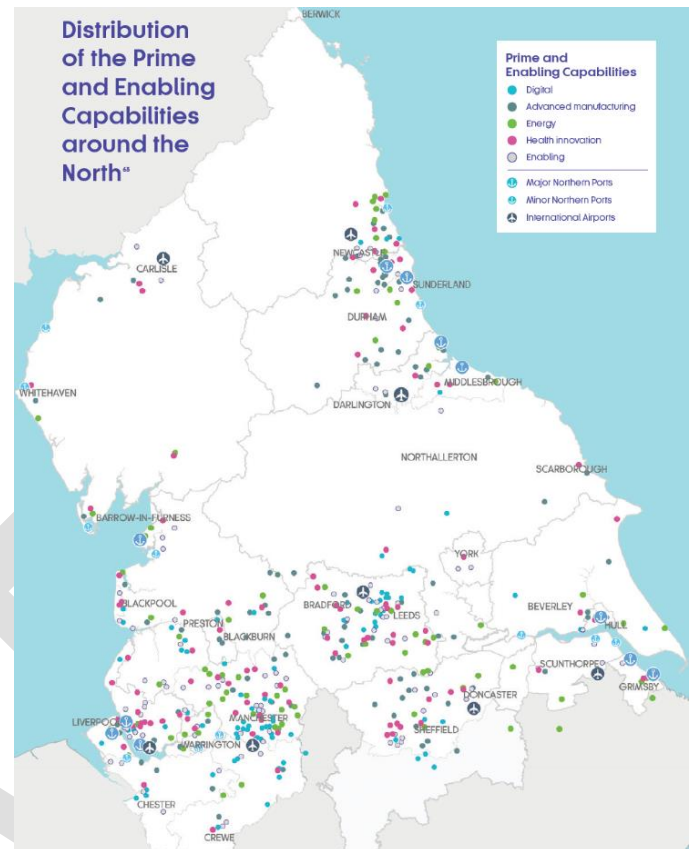 BERWICK
Distribution
of the Prime
and Enabling
Capabilities
around the
North⁶³
Prime and
Enabling Capabilities
Digital
Advanced manufacturing
Energy
Health innovation
Enabling
Major Northern Ports
Minor Northern Ports
International Airports
NEWCASTLE
CARLISLE
SUNDERLAND
DURHAM
MIDDLESBROUGH
WHITEHAVEN
DARLINGTON
NORTHALLERTON
SCARBOROUGH
BARROW-IN-FURNESS
YORK
BLACKPOOL
BRADFORD
LEEDS
BEVERLEY
PRESTON
BLACKBURN
HULL
SCUNTHORPE
GRIMSBY
DONCASTER
LIVERPOOL
MANCHESTER
SHEFFIELD
WARRINGTON
CHESTER
CREWE